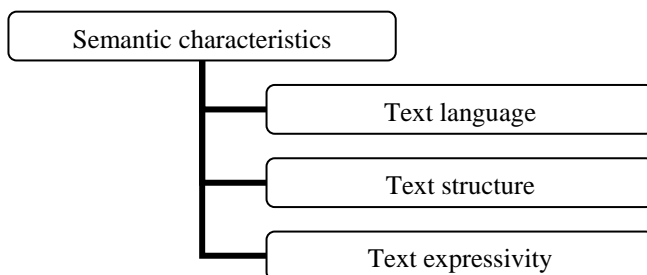 Semantic characteristics
Text language
Text structure
Text expressivity